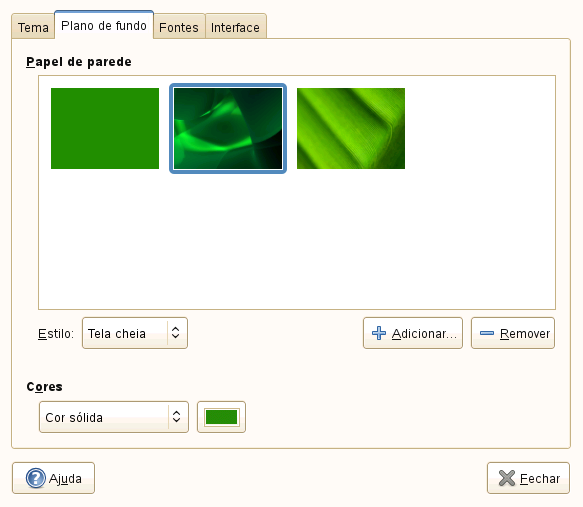 Tema Plano de fundo Fontes Interface
Papel de parede
Estilo: Tela cheia Adicionar... Remover
Cores
Cor sólida
Ajuda Fechar